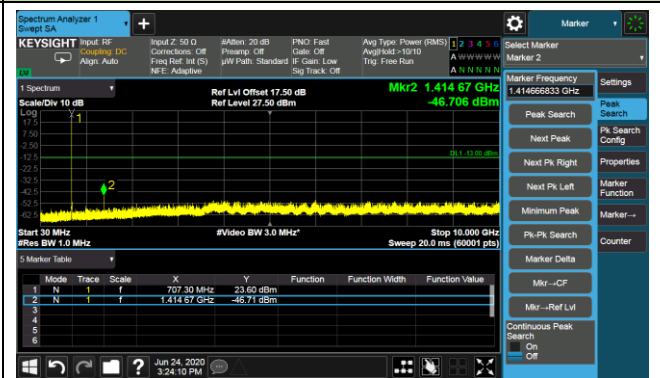 Spectrum Analyzer 1
Swept SA
+
Marker
KEYSIGHT
Input: RF
Coupling: DC
Align: Auto
Input Z: 50 Ω
Corrections: Off
Freq Ref: Int (S)
NFE: Adaptive
#Atten: 20 dB
Preamp: Off
µW Path: Standard
PNO: Fast
Gate: Off
IF Gain: Low
Sig Track: Off
Avg Type: Power (RMS)
Avg|Hold:>10/10
Trig: Free Run
1 2 3 4 5 6
A W W W W W
A N N N N N
LXI
Select Marker
Marker 2
1 Spectrum
Scale/Div 10 dB
Log
Ref Lvl Offset 17.50 dB
Ref Level 27.50 dBm
Mkr2 1.414 67 GHz
-46.706 dBm
17.5
7.50
-2.50
-12.5
-22.5
-32.5
-42.5
-52.5
-62.5
1
2
DL1 -13.00 dBm
Start 30 MHz
#Res BW 1.0 MHz
#Video BW 3.0 MHz*
Stop 10.000 GHz
Sweep 20.0 ms (60001 pts)
5 Marker Table
Mode Trace Scale X Y Function Function Width Function Value
1 N 1 f 707.30 MHz 23.60 dBm
2 N 1 f 1.414 67 GHz -46.71 dBm
3
4
5
6
Marker Frequency
1.414666833 GHz
Peak Search
Next Peak
Next Pk Right
Next Pk Left
Minimum Peak
Pk-Pk Search
Marker Delta
Mkr→CF
Mkr→Ref Lvl
Continuous Peak
Search
On
Off
Settings
Peak
Search
Pk Search
Config
Properties
Marker
Function
Marker→
Counter
?
Jun 24, 2020
3:24:10 PM